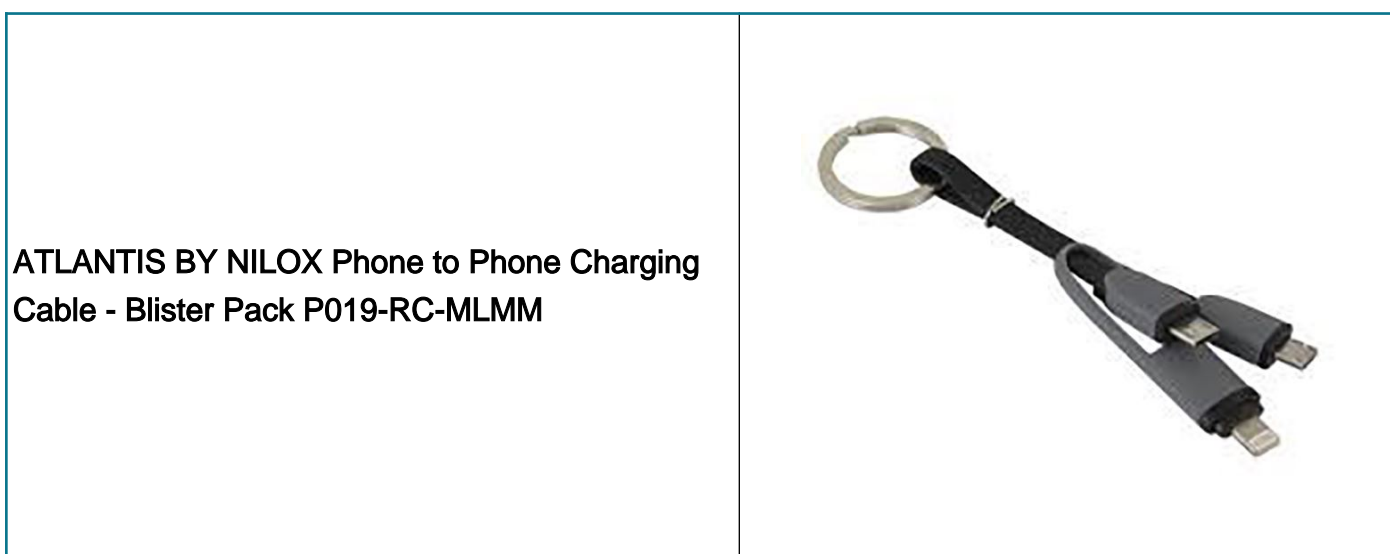 ATLANTIS BY NILOX Phone to Phone Charging
Cable - Blister Pack P019-RC-MLMM